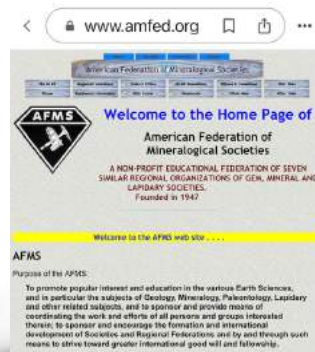 www.amfed.org
American Federation of Mineralogical Societies
AFMS
Welcome to the Home Page of
American Federation of
Mineralogical Societies
A NON-PROFIT EDUCATIONAL FEDERATION OF SEVEN
SIMILAR REGIONAL ORGANIZATIONS OF GEM, MINERAL AND
LAPIDARY SOCIETIES.
Founded in 1947
Welcome to the AFMS web site . . . .
AFMS
Purpose of the AFMS:
To promote popular interest and education in the various Earth Sciences,
and in particular the subjects of Geology, Mineralogy, Paleontology, Lapidary
and other related subjects, and to sponsor and provide means of
coordinating the work and efforts of all persons and groups interested
therein; to sponsor and encourage the formation and international
development of Societies and Regional Federations and by and through such
means to strive toward greater international good will and fellowship.